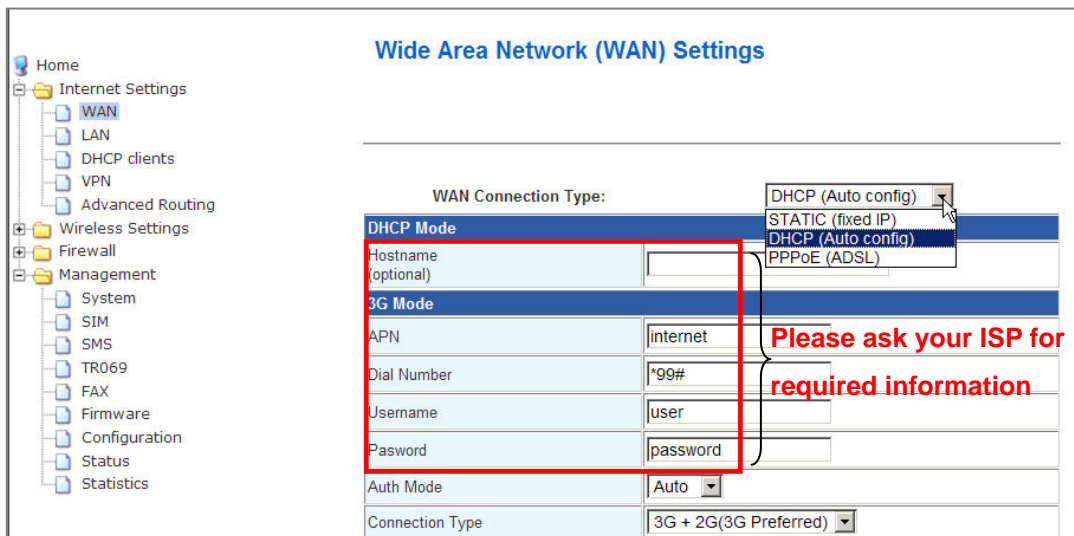 Wide Area Network (WAN) Settings
Home
Internet Settings
WAN
LAN
DHCP clients
VPN
Advanced Routing
Wireless Settings
Firewall
Management
System
SIM
SMS
TR069
FAX
Firmware
Configuration
Status
Statistics
WAN Connection Type:
DHCP (Auto config)
STATIC (fixed IP)
DHCP (Auto config)
PPPoE (ADSL)
DHCP Mode
Hostname
(optional)
3G Mode
APN
internet
Dial Number
*99#
Username
user
Pasword
password
Please ask your ISP for
required information
Auth Mode
Auto
Connection Type
3G + 2G(3G Preferred)